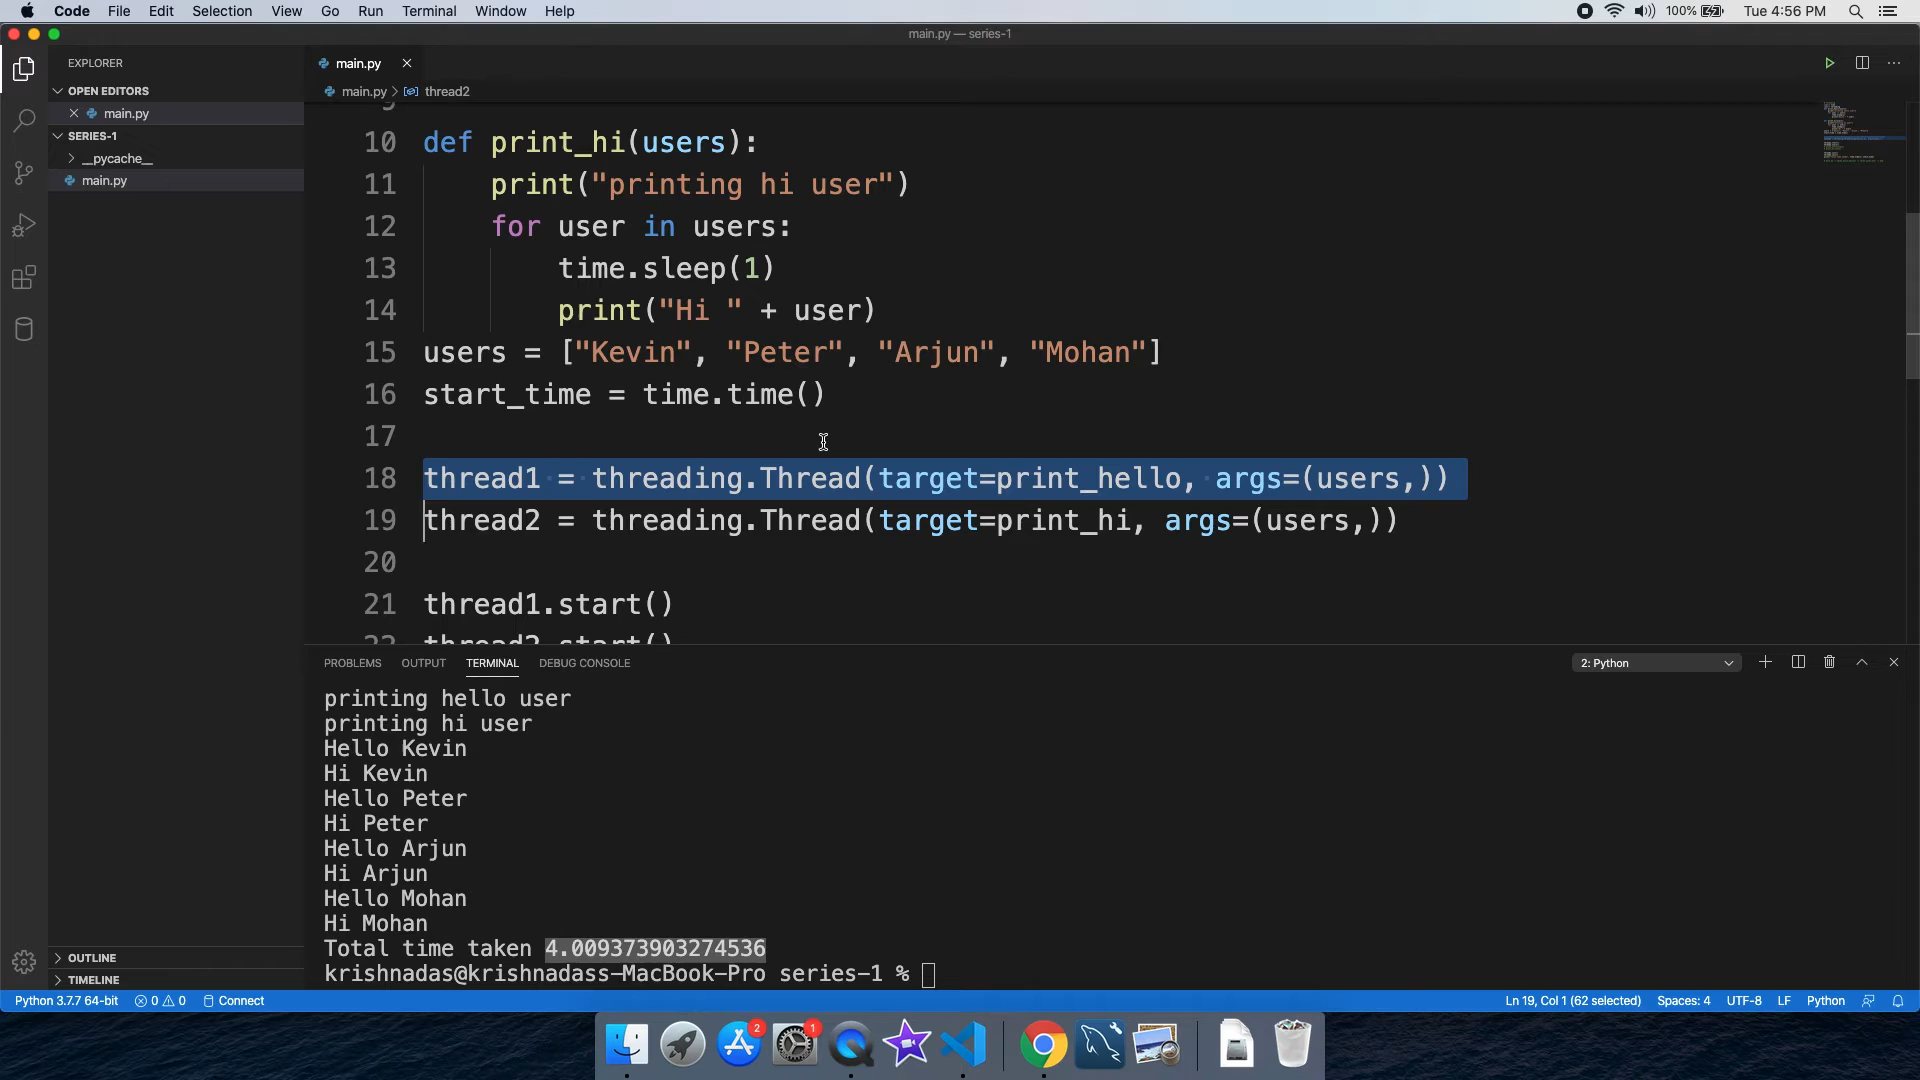 Code File Edit Selection View Go Run Terminal Window Help 100% Tue 4:56 PM
main.py — series-1
EXPLORER
OPEN EDITORS
main.py
SERIES-1
__pycache__
main.py
OUTLINE
TIMELINE
main.py
main.py > thread2
10 def print_hi(users):
11 print("printing hi user")
12 for user in users:
13 time.sleep(1)
14 print("Hi " + user)
15 users = ["Kevin", "Peter", "Arjun", "Mohan"]
16 start_time = time.time()
17
18 thread1 = threading.Thread(target=print_hello, args=(users,))
19 thread2 = threading.Thread(target=print_hi, args=(users,))
20
21 thread1.start()
22 thread2.start()
PROBLEMS OUTPUT TERMINAL DEBUG CONSOLE 2: Python
printing hello user
printing hi user
Hello Kevin
Hi Kevin
Hello Peter
Hi Peter
Hello Arjun
Hi Arjun
Hello Mohan
Hi Mohan
Total time taken 4.009373903274536
krishnadas@krishnadass-MacBook-Pro series-1 %
Python 3.7.7 64-bit 0 0 Connect Ln 19, Col 1 (62 selected) Spaces: 4 UTF-8 LF Python
2 1